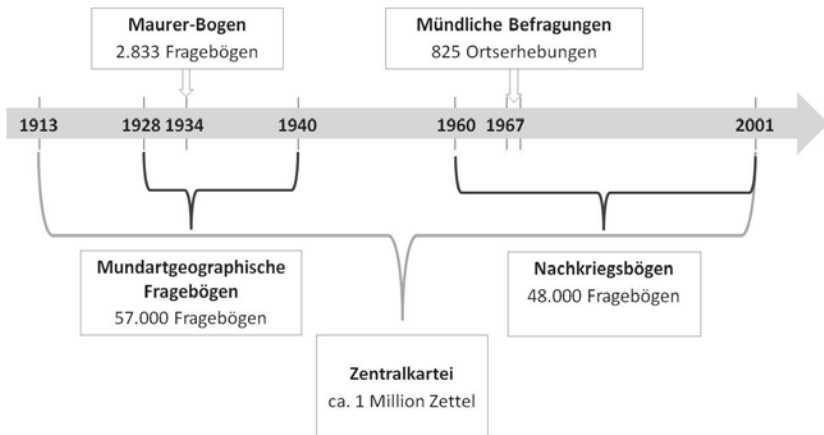 Maurer-Bogen
2.833 Fragebögen
Mündliche Befragungen
825 Ortserhebungen
1913 1928 1934 1940 1960 1967 2001
Mundartgeographische
Fragebögen
57.000 Fragebögen
Nachkriegsbögen
48.000 Fragebögen
Zentralkartei
ca. 1 Million Zettel